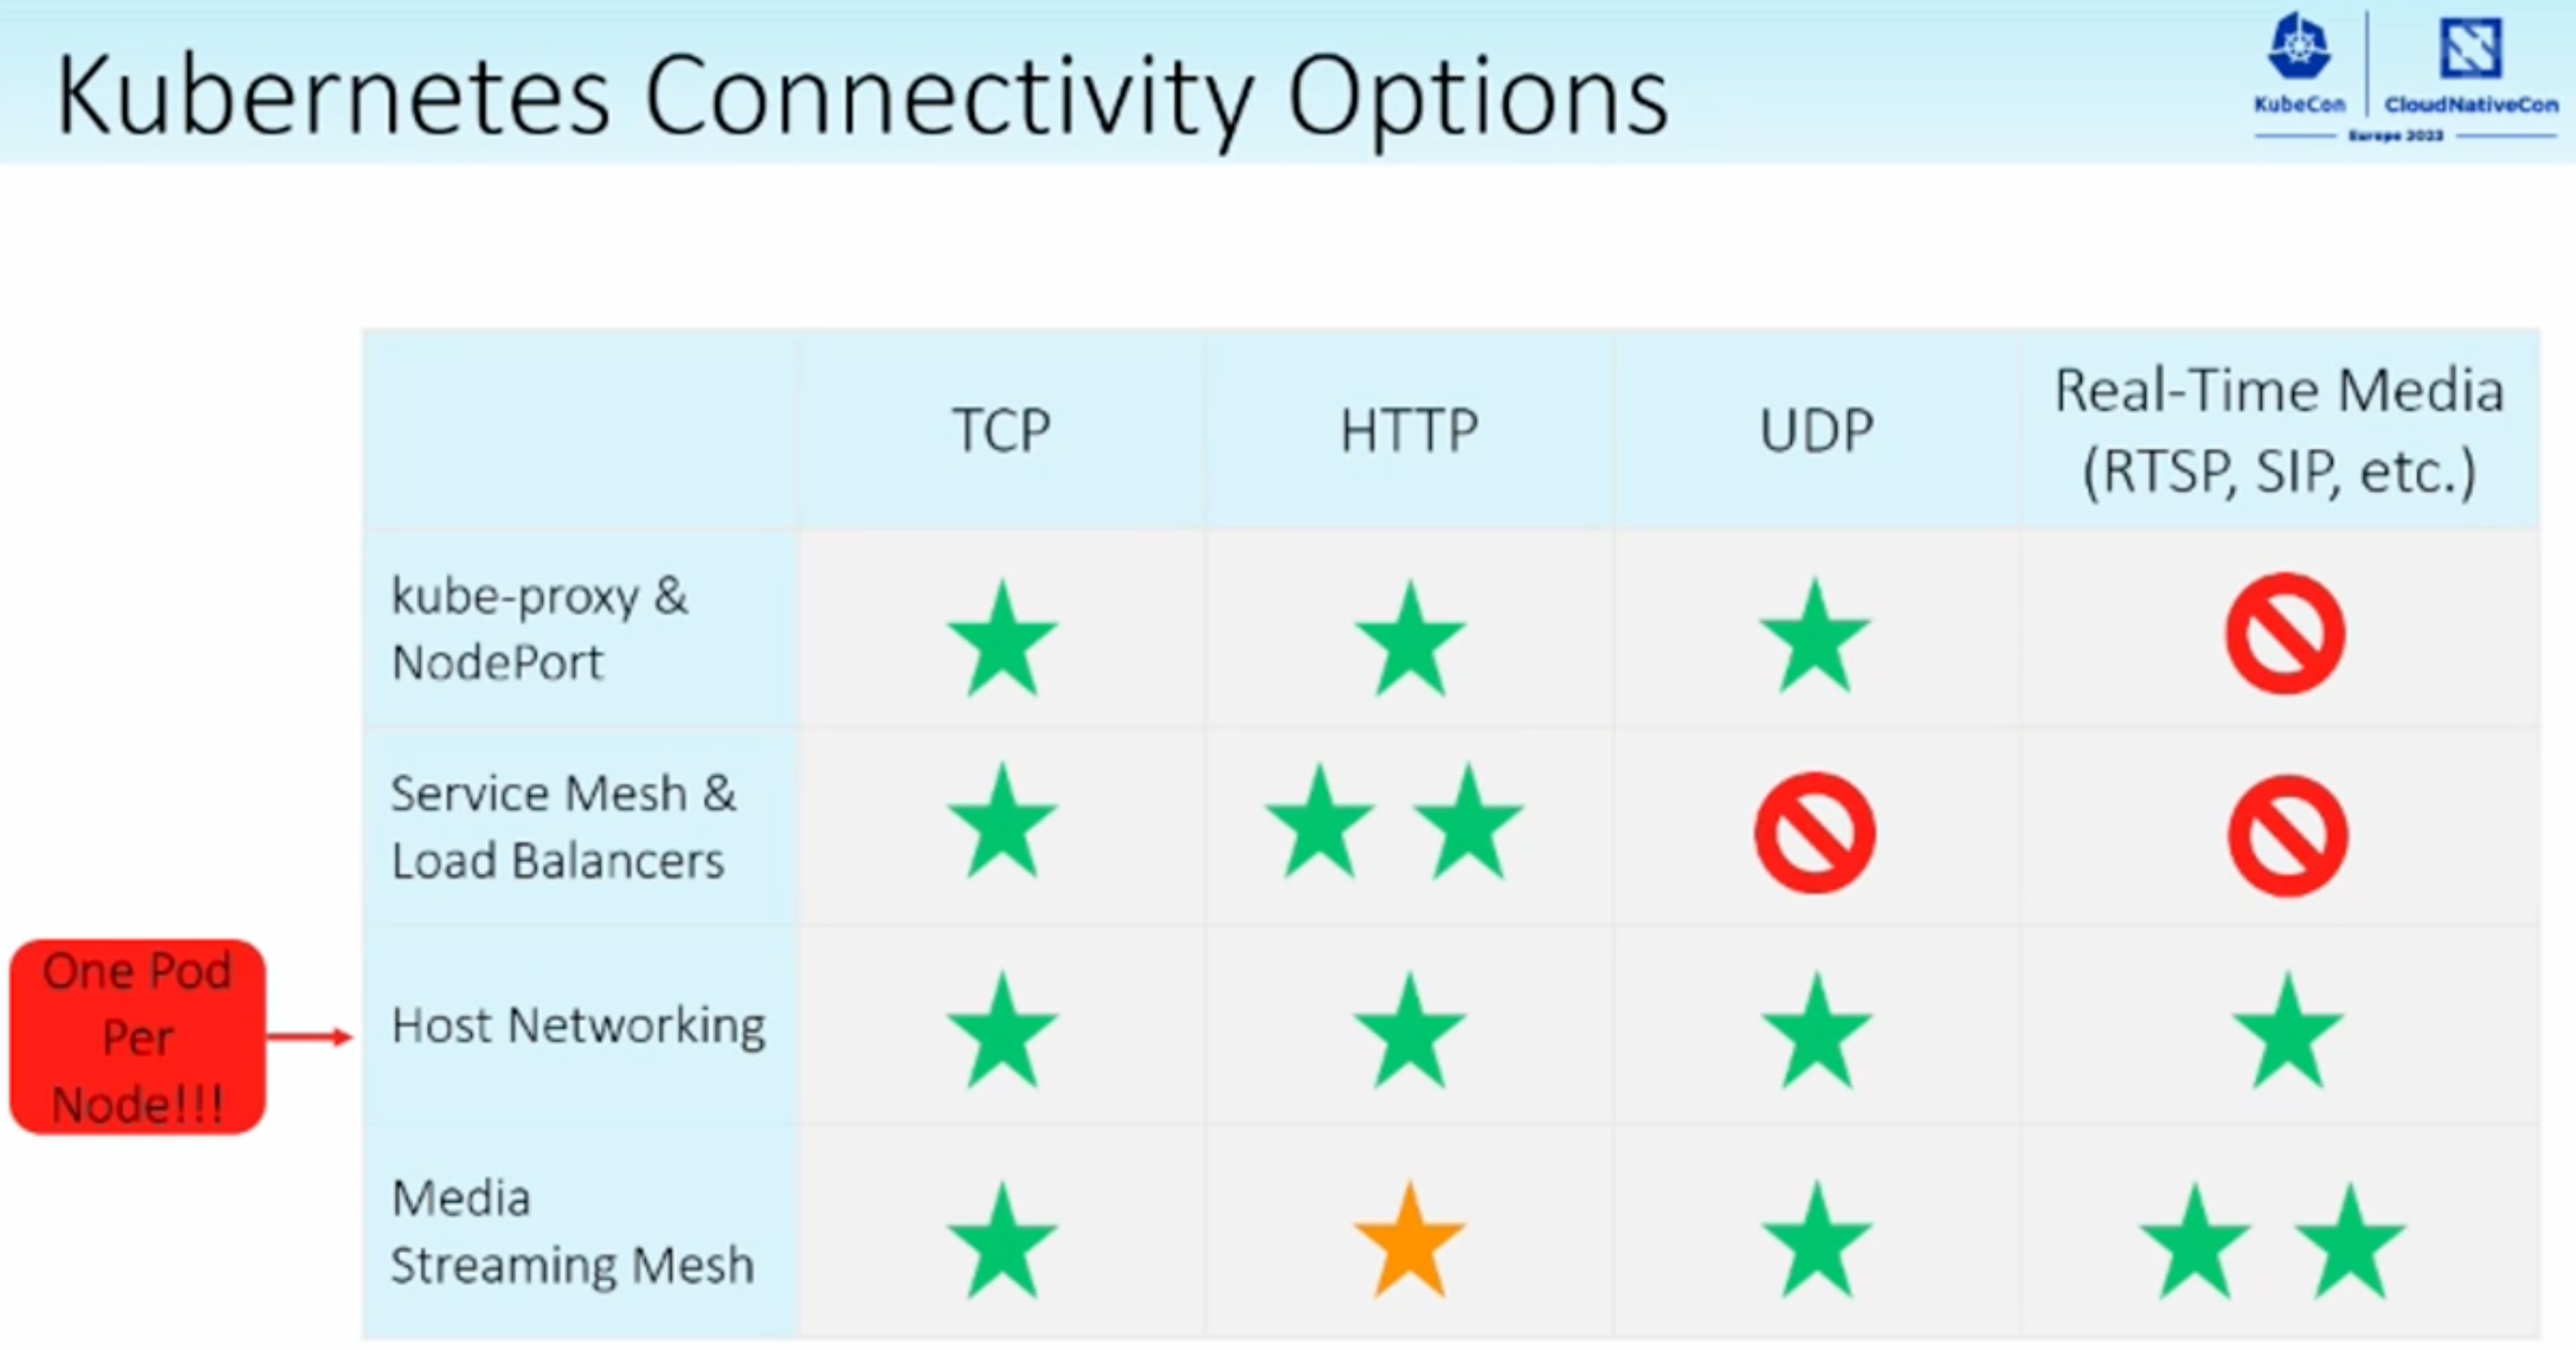 Kubernetes Connectivity Options
KubeCon
CloudNativeCon
Europe 2023
TCP
HTTP
UDP
Real-Time Media
(RTSP, SIP, etc.)
kube-proxy &
NodePort
Service Mesh &
Load Balancers
One Pod
Per
Node!!!
Host Networking
Media
Streaming Mesh